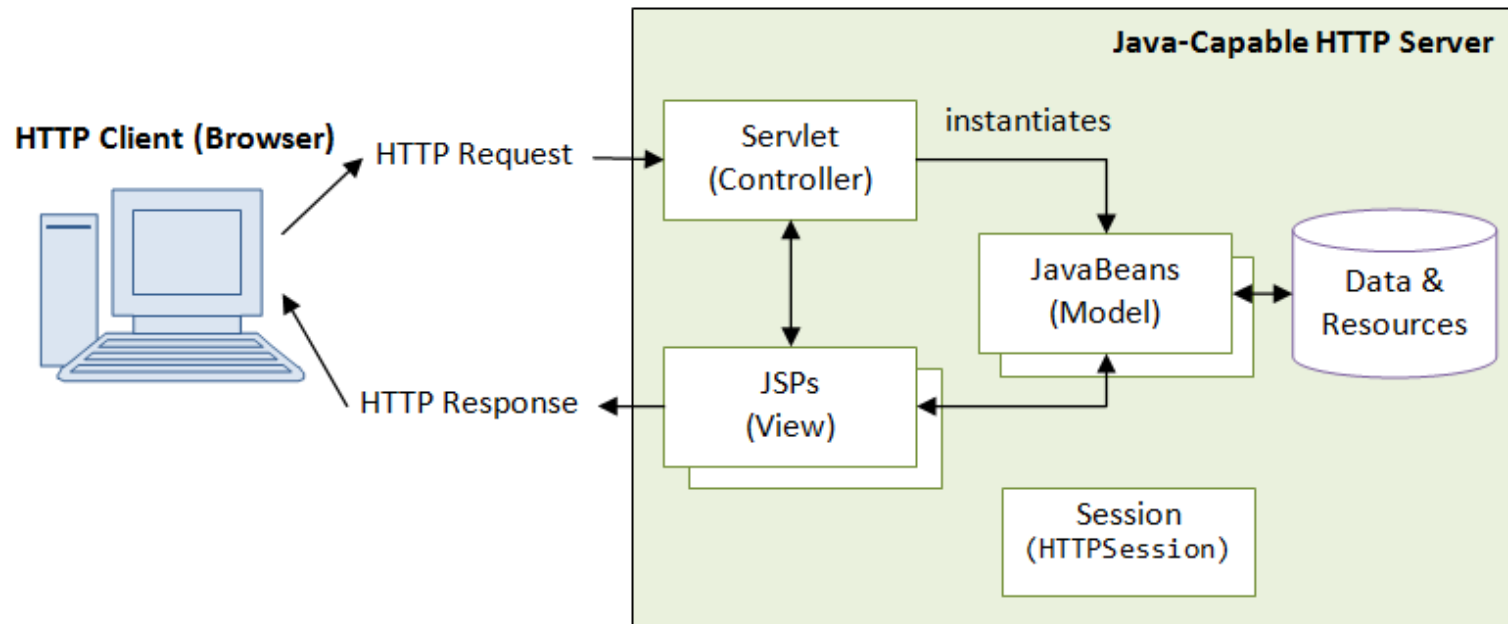 Java-Capable HTTP Server
HTTP Client (Browser)
HTTP Request
Servlet
(Controller)
instantiates
JavaBeans
(Model)
Data &
Resources
HTTP Response
JSPs
(View)
Session
(HTTPSession)